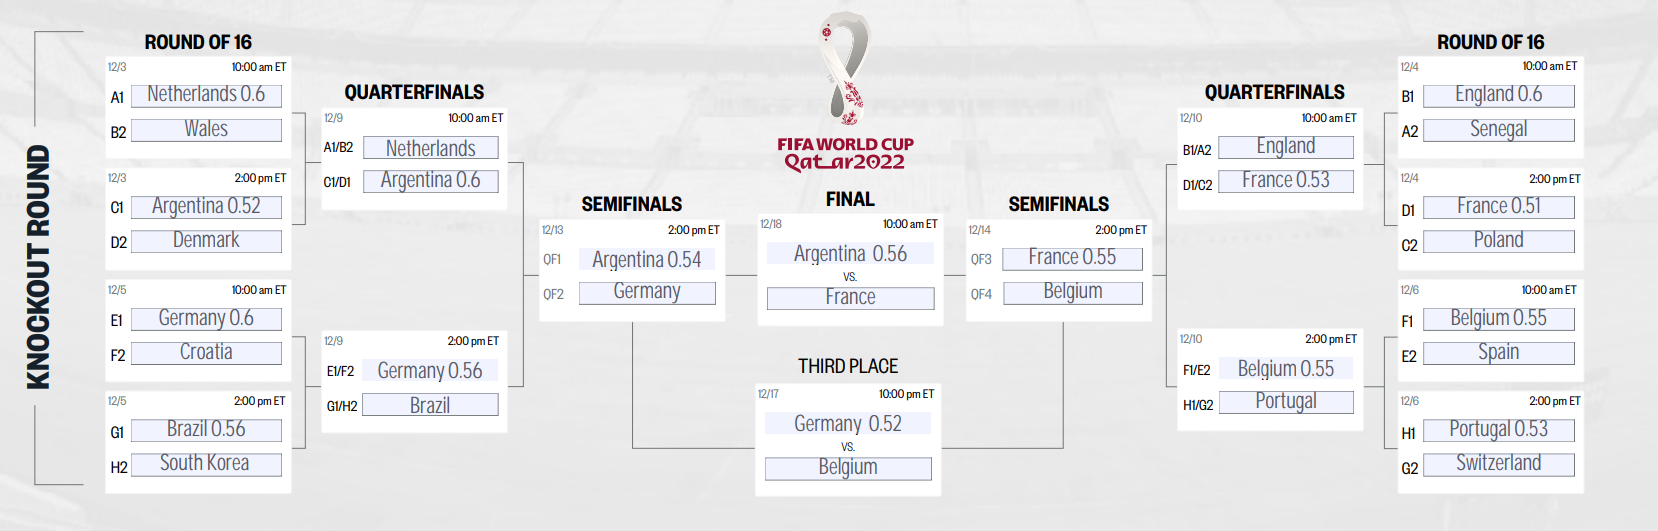 FIFA WORLD CUP
Qatar2022
TM
KNOCKOUT ROUND
ROUND OF 16
12/3 10:00 am ET
A1 Netherlands 0.6
B2 Wales
12/3 2:00 pm ET
C1 Argentina 0.52
D2 Denmark
12/5 10:00 am ET
E1 Germany 0.6
F2 Croatia
12/5 2:00 pm ET
G1 Brazil 0.56
H2 South Korea
QUARTERFINALS
12/9 10:00 am ET
A1/B2 Netherlands
C1/D1 Argentina 0.6
12/9 2:00 pm ET
E1/F2 Germany 0.56
G1/H2 Brazil
SEMIFINALS
12/13 2:00 pm ET
QF1 Argentina 0.54
QF2 Germany
FINAL
12/18 10:00 am ET
Argentina 0.56
VS.
France
THIRD PLACE
12/17 10:00 am ET
Germany 0.52
VS.
Belgium
SEMIFINALS
12/14 2:00 pm ET
QF3 France 0.55
QF4 Belgium
QUARTERFINALS
12/10 10:00 am ET
B1/A2 England
D1/C2 France 0.53
12/10 2:00 pm ET
F1/E2 Belgium 0.55
H1/G2 Portugal
ROUND OF 16
12/4 10:00 am ET
B1 England 0.6
A2 Senegal
12/4 2:00 pm ET
D1 France 0.51
C2 Poland
12/6 10:00 am ET
F1 Belgium 0.55
E2 Spain
12/6 2:00 pm ET
H1 Portugal 0.53
G2 Switzerland